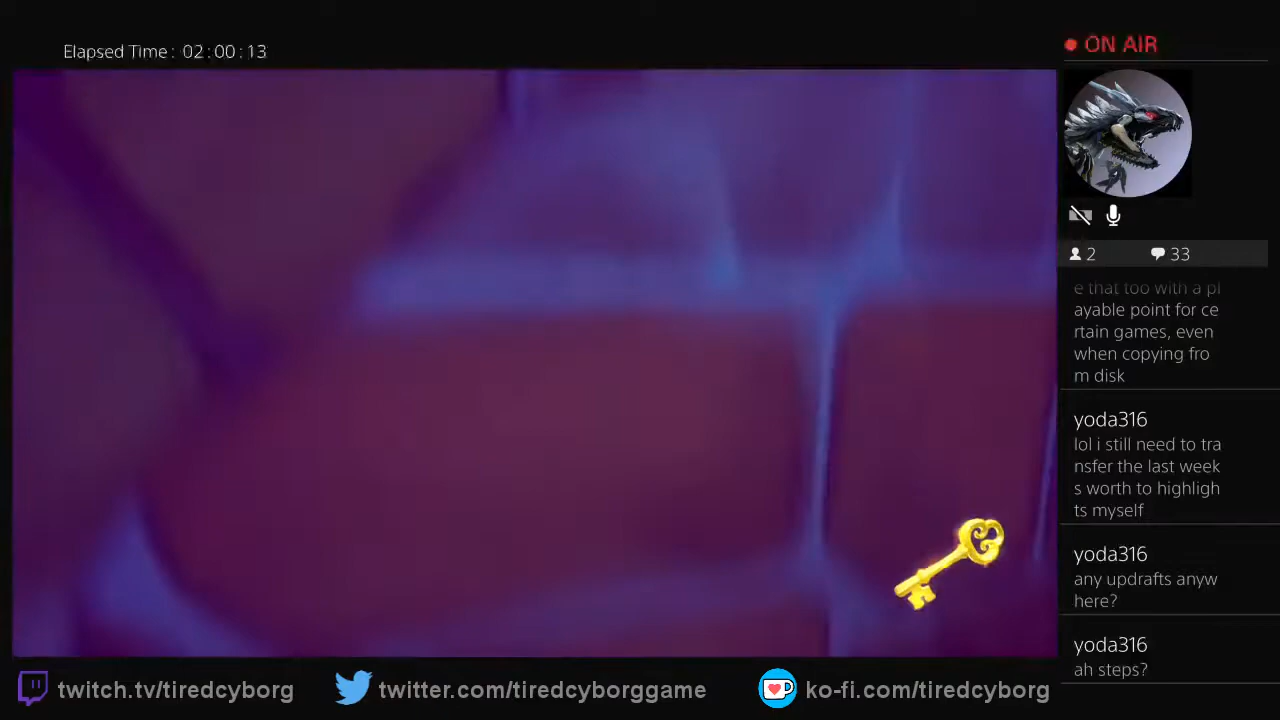 Elapsed Time: 02:00:13
ON AIR
2 33
e that too with a pl
ayable point for ce
rtain games, even
when copying fro
m disk
yoda316
lol i still need to tra
nsfer the last week
s worth to highligh
ts myself
yoda316
any updrafts anyw
here?
yoda316
ah steps?
twitch.tv/tiredcyborg twitter.com/tiredcyborggame ko-fi.com/tiredcyborg